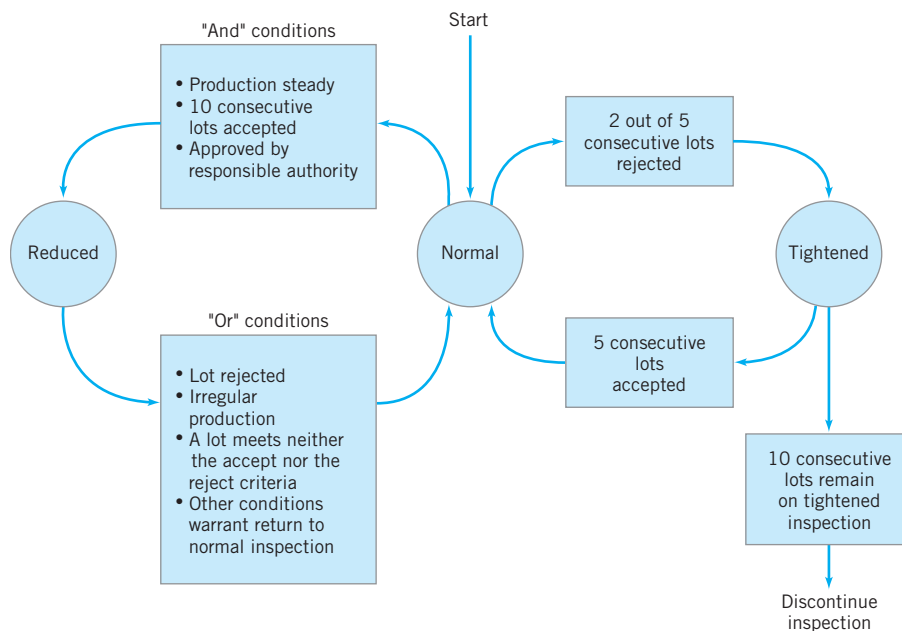 "And" conditions
Start
• Production steady
• 10 consecutive
lots accepted
• Approved by
responsible authority
2 out of 5
consecutive lots
rejected
Reduced
Normal
Tightened
"Or" conditions
• Lot rejected
• Irregular
production
• A lot meets neither
the accept nor the
reject criteria
• Other conditions
warrant return to
normal inspection
5 consecutive
lots
accepted
10 consecutive
lots remain
on tightened
inspection
Discontinue
inspection